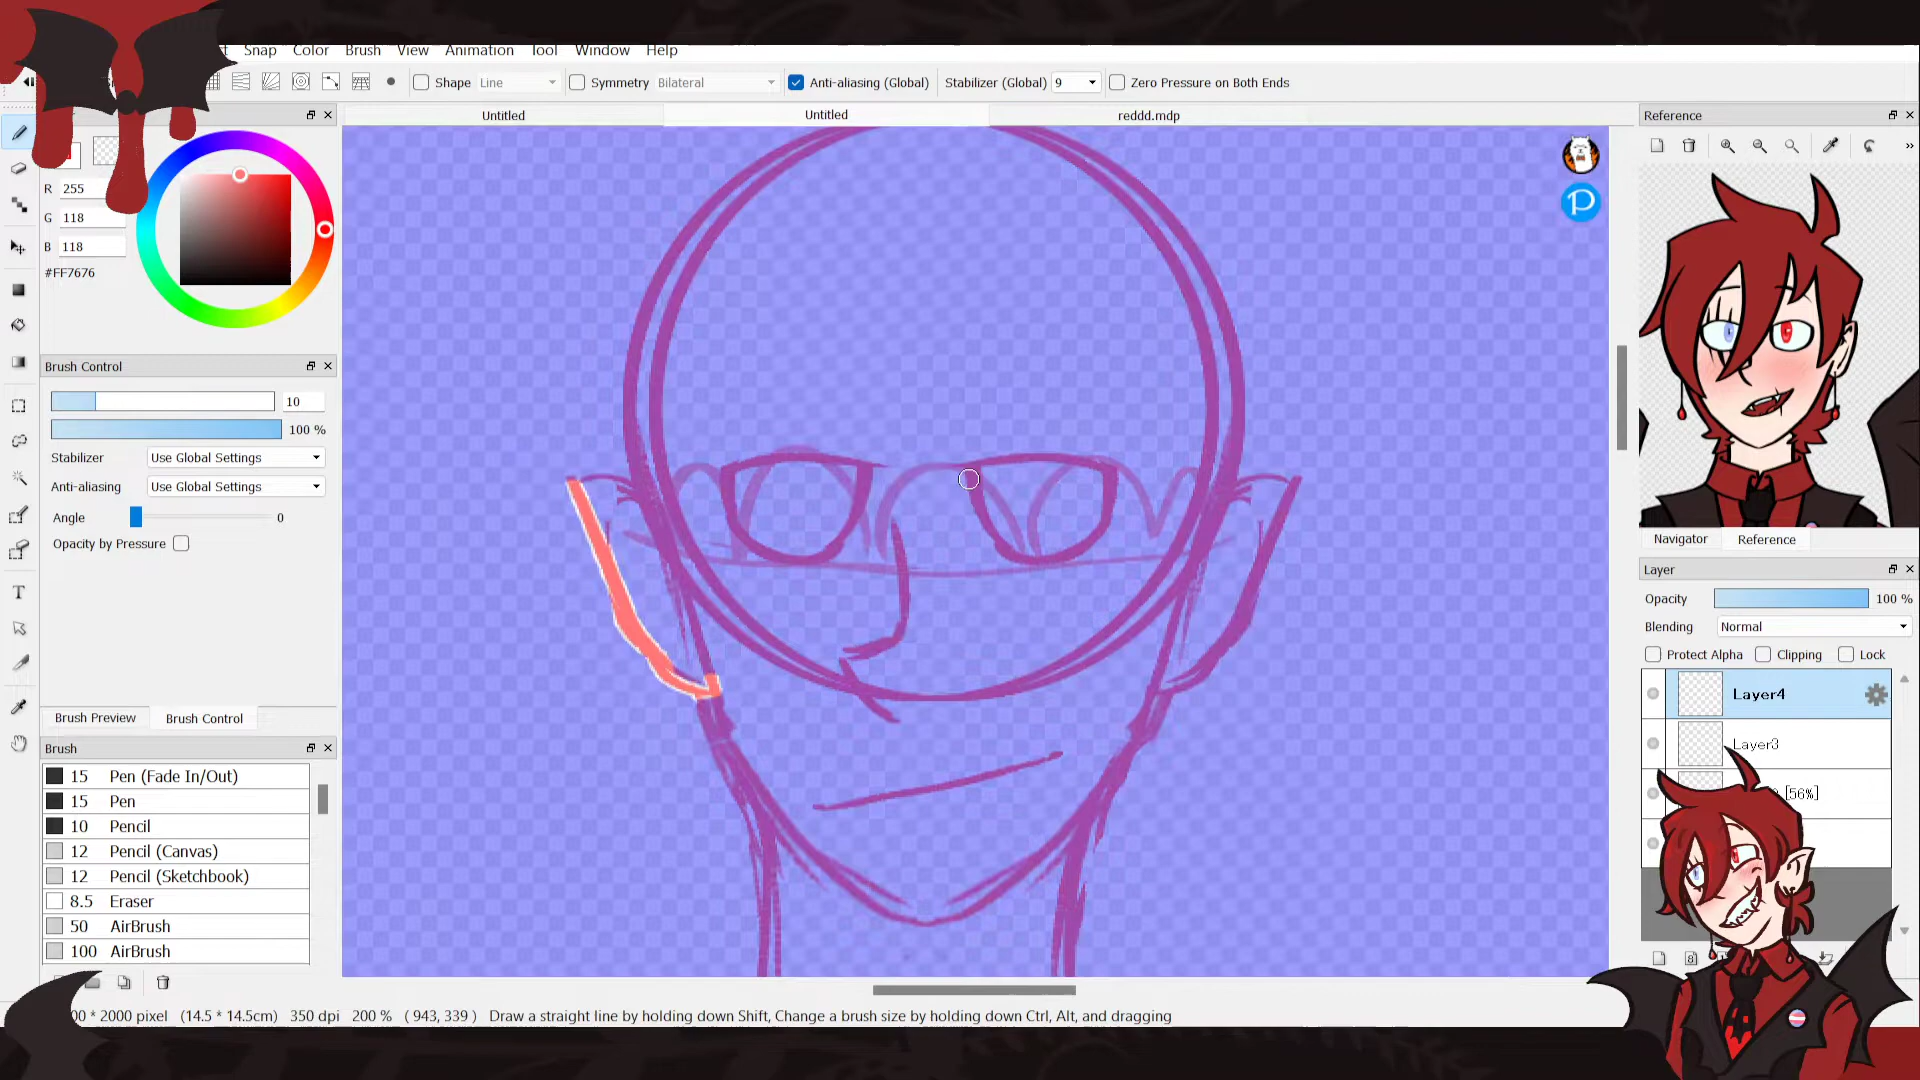 Snap Color Brush View Animation Tool Window Help
Shape Line Symmetry Bilateral Anti-aliasing (Global) Stabilizer (Global) 9 Zero Pressure on Both Ends
Untitled Untitled reddd.mdp
R 255
G 118
B 118
#FF7676
Brush Control
10
100 %
Stabilizer Use Global Settings
Anti-aliasing Use Global Settings
Angle 0
Opacity by Pressure
Brush Preview Brush Control
Brush
15 Pen (Fade In/Out)
15 Pen
10 Pencil
12 Pencil (Canvas)
12 Pencil (Sketchbook)
8.5 Eraser
50 AirBrush
100 AirBrush
Reference
Navigator Reference
Layer
Opacity 100 %
Blending Normal
Protect Alpha Clipping Lock
Layer4
Layer3
[56%]
* 2000 pixel (14.5 * 14.5cm) 350 dpi 200 % ( 943, 339 ) Draw a straight line by holding down Shift, Change a brush size by holding down Ctrl, Alt, and dragging